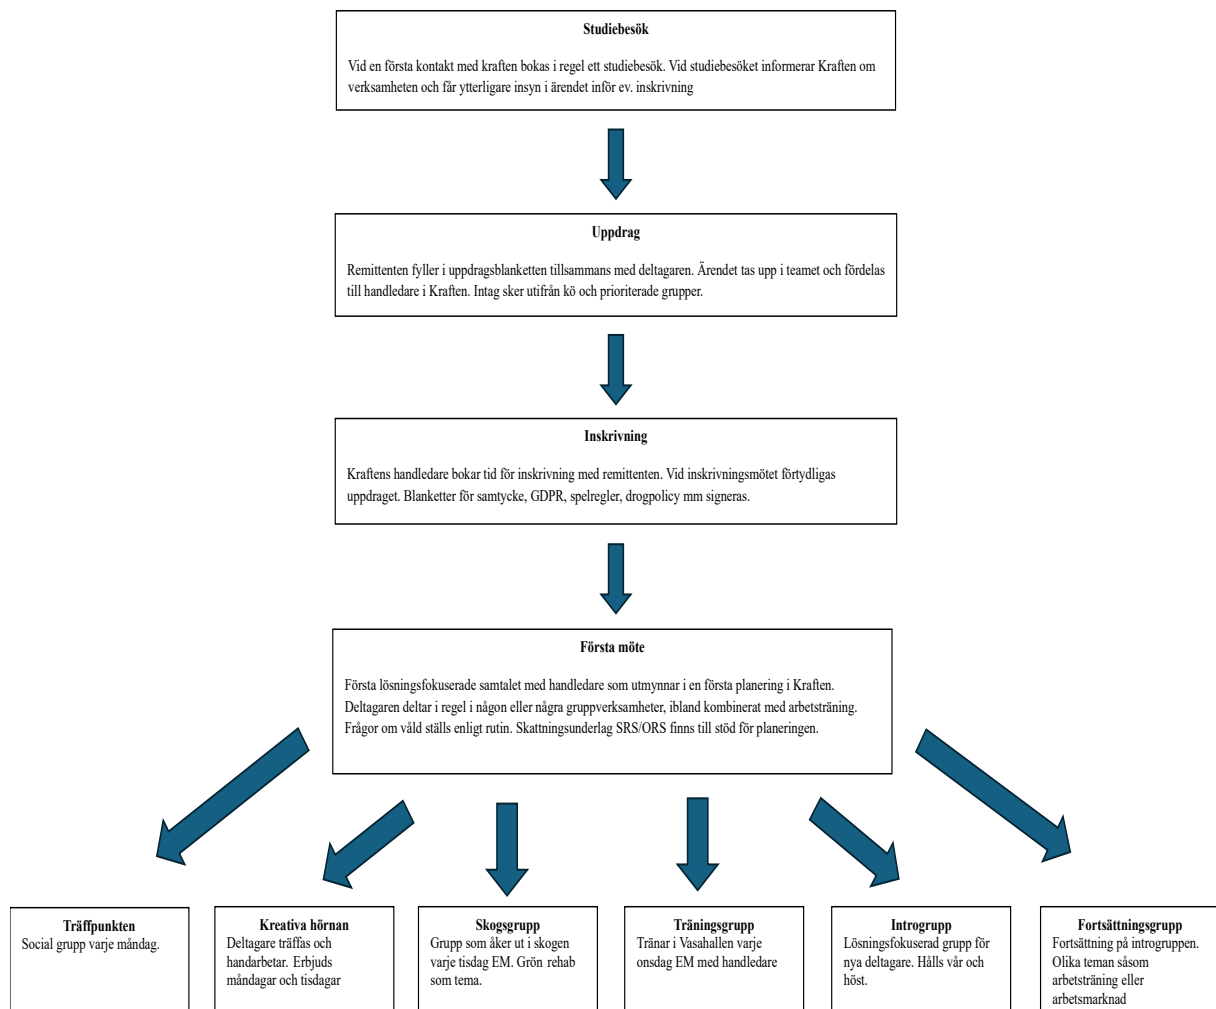 Studiebesök
Vid en första kontakt med kraften bokas i regel ett studiebesök. Vid studiebesöket informerar Kraften om
verksamheten och får ytterligare insyn i ärendet inför ev. inskrivning
Uppdrag
Remittenten fyller i uppdragsblanketten tillsammans med deltagaren. Ärendet tas upp i teamet och fördelas
till handledare i Kraften. Intag sker utifrån kö och prioriterade grupper.
Inskrivning
Kraftens handledare bokar tid för inskrivning med remittenten. Vid inskrivningsmötet förtydligas
uppdraget. Blanketter för samtycke, GDPR, spelregler, drogpolicy mm signeras.
Första möte
Första lösningsfokuserade samtalet med handledare som utmynnar i en första planering i Kraften.
Deltagaren deltar i regel i någon eller några gruppverksamheter, ibland kombinerat med arbetsträning.
Frågor om våld ställs enligt rutin. Skattningsunderlag SRS/ORS finns till stöd för planeringen.
Träffpunkten
Social grupp varje måndag.
Kreativa hörnan
Deltagare träffas och
handarbetar. Erbjuds
måndagar och tisdagar
Skogsgrupp
Grupp som åker ut i skogen
varje tisdag EM. Grön rehab
som tema.
Träningsgrupp
Tränar i Vasahallen varje
onsdag EM med handledare
Introgrupp
Lösningsfokuserad grupp för
nya deltagare. Hålls vår och
höst.
Fortsättningsgrupp
Fortsättning på introgruppen.
Olika teman såsom
arbetsträning eller
arbetsmarknad